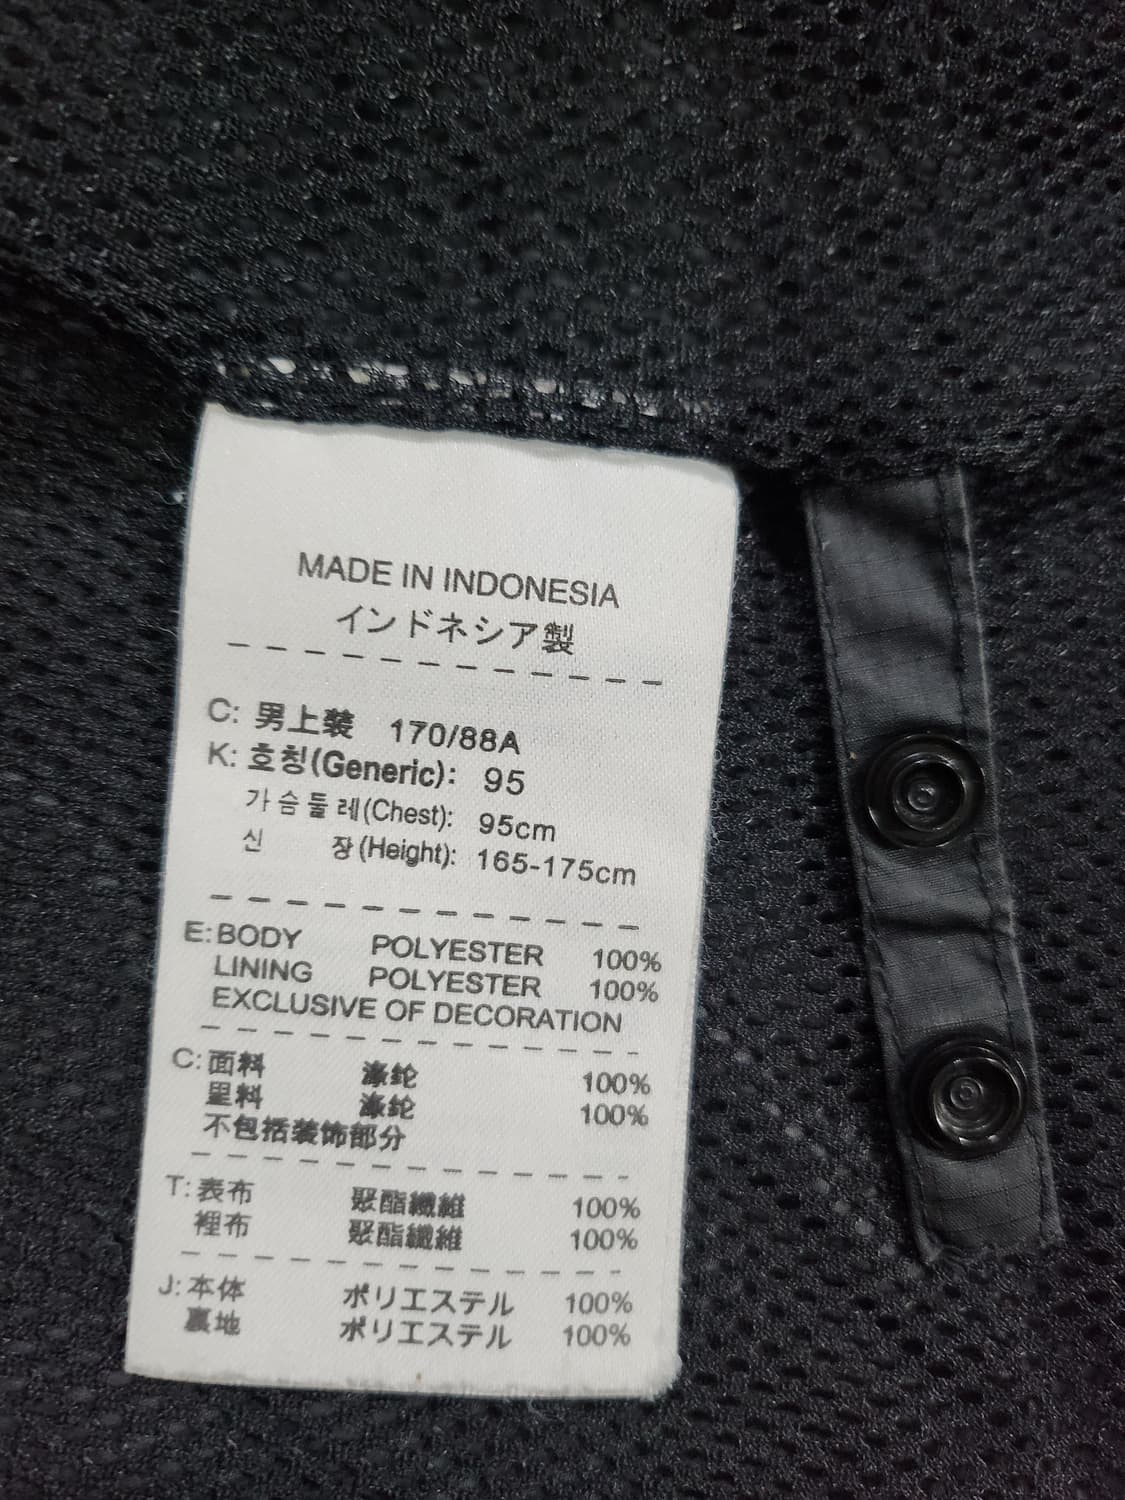 MADE IN INDONESIA
インドネシア製
C: 男上装 170/88A
K: 호칭(Generic): 95
가슴둘레(Chest): 95cm
신 장(Height): 165-175cm
E: BODY POLYESTER 100%
LINING POLYESTER 100%
EXCLUSIVE OF DECORATION
C: 面料 涤纶 100%
里料 涤纶 100%
不包括装饰部分
T: 表布 聚酯纖維 100%
裡布 聚酯纖維 100%
J: 本体 ポリエステル 100%
裏地 ポリエステル 100%